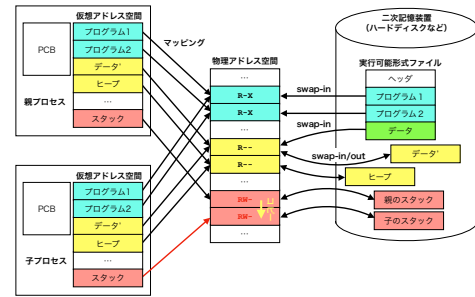 仮想アドレス空間
PCB
プログラム1
プログラム2
データ'
ヒープ
…
スタック
親プロセス
マッピング
仮想アドレス空間
PCB
プログラム1
プログラム2
データ'
ヒープ
…
スタック
子プロセス
物理アドレス空間
…
R-X
R-X
…
R--
R--
…
RW-
RW-
コピー
…
swap-in
swap-in
swap-in/out
二次記憶装置
(ハードディスクなど)
実行可能形式ファイル
ヘッダ
プログラム1
プログラム2
データ
データ'
ヒープ
親のスタック
子のスタック